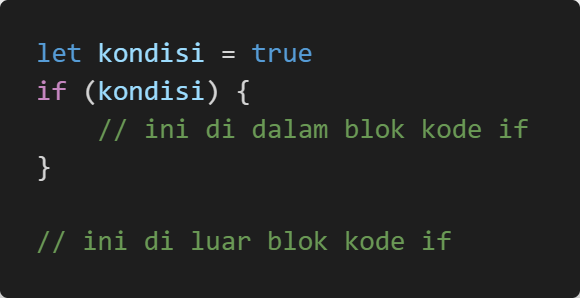 let kondisi = true
if (kondisi) {
    // ini di dalam blok kode if
}
// ini di luar blok kode if